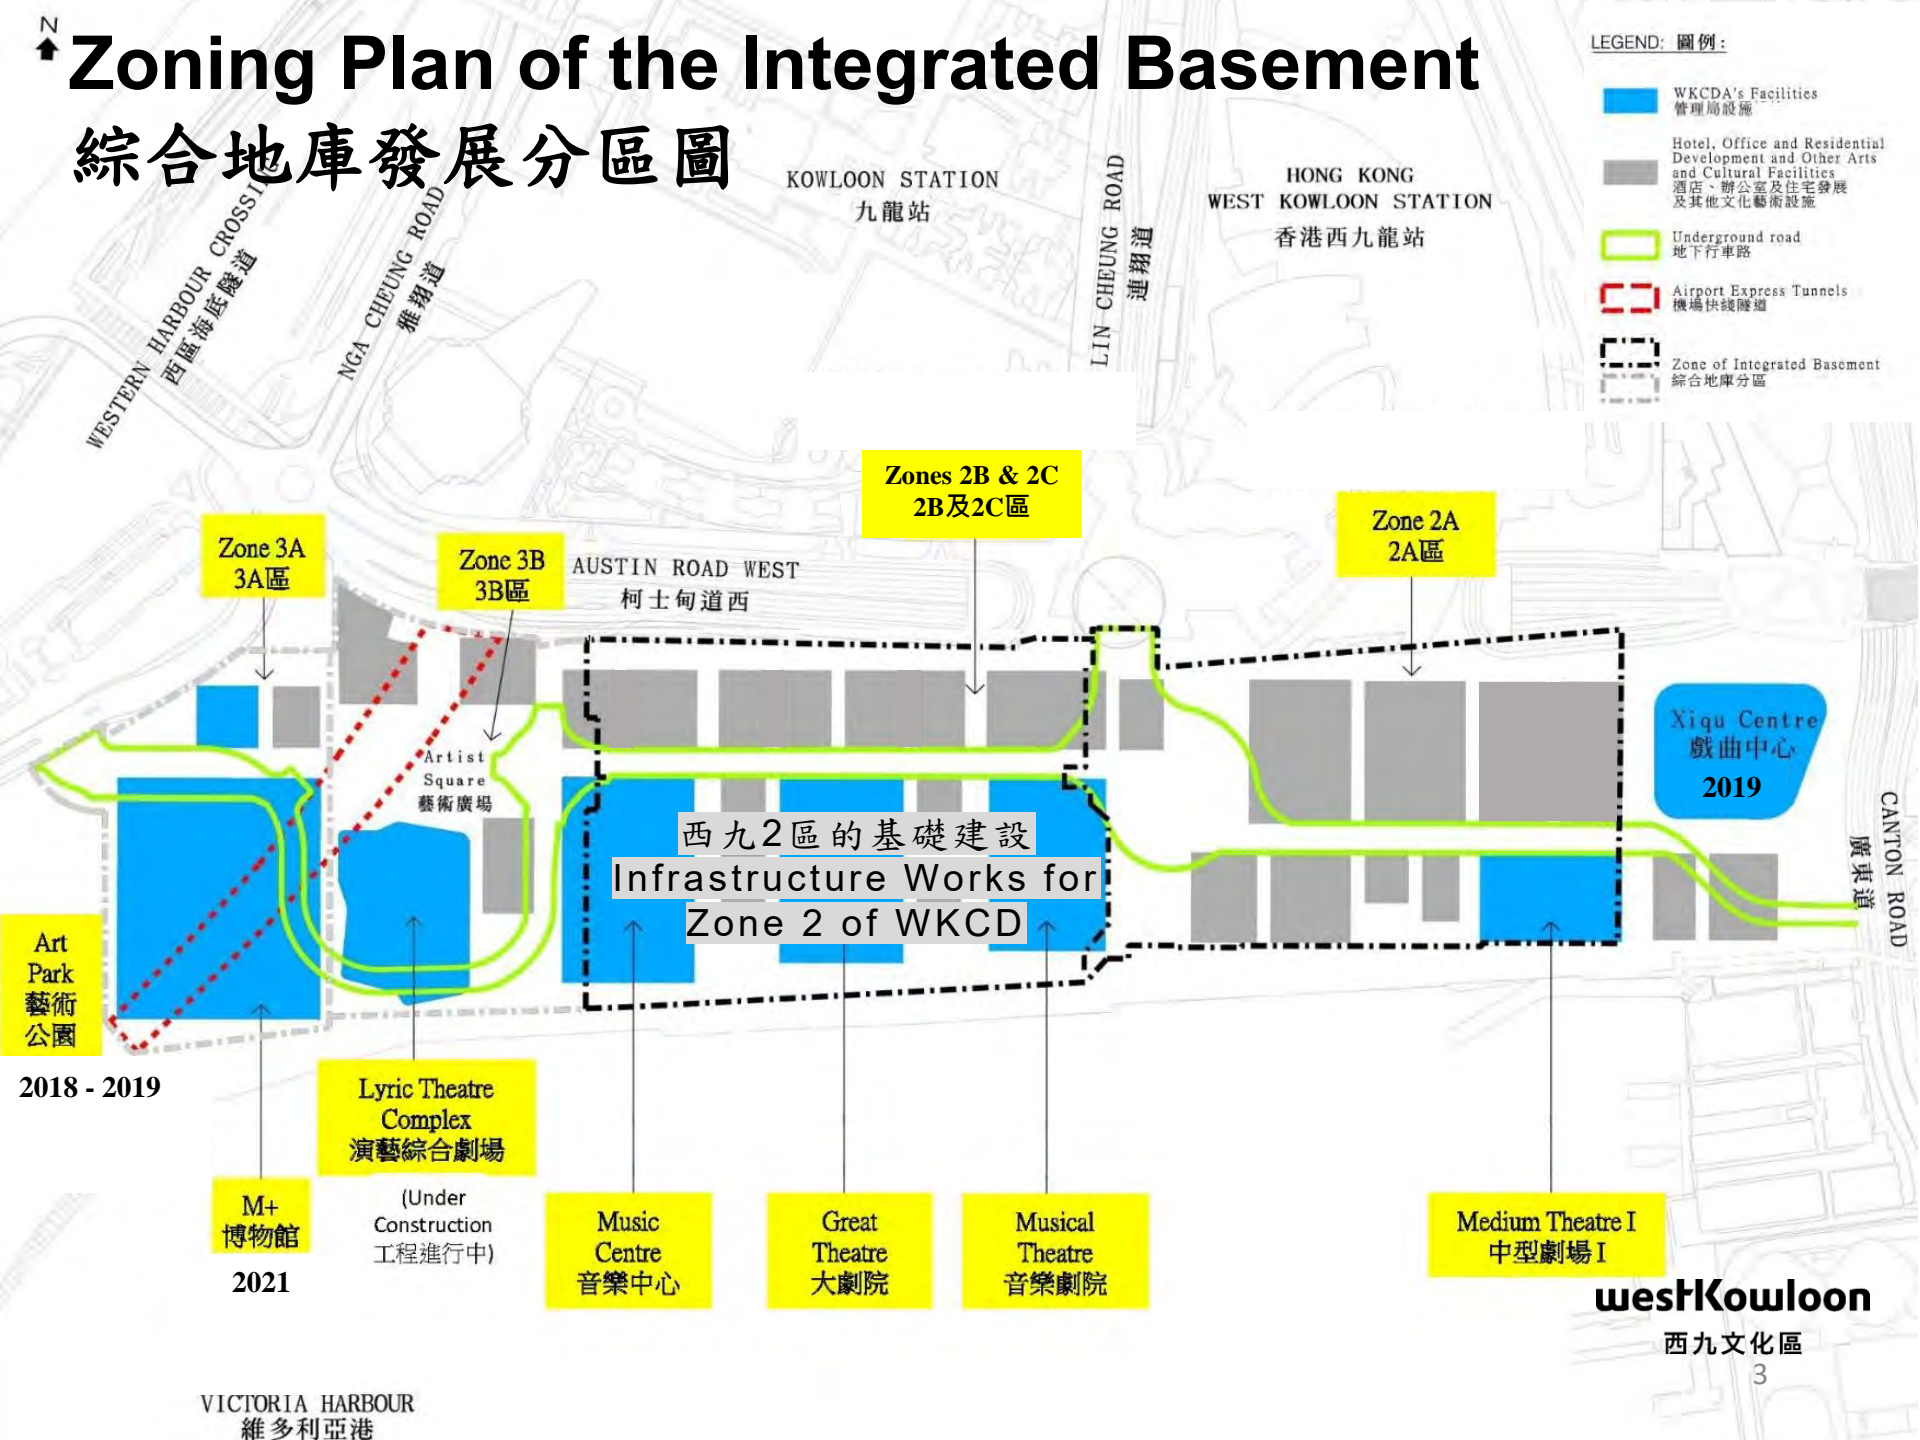 N
Zoning Plan of the Integrated Basement
綜合地庫發展分區圖
LEGEND: 圖例:
WKCDA's Facilities
管理局設施
Hotel, Office and Residential
Development and Other Arts
and Cultural Facilities
酒店、辦公室及住宅發展
及其他文化藝術設施
Underground road
地下行車路
Airport Express Tunnels
機場快綫隧道
Zone of Integrated Basement
綜合地庫分區
WESTERN HARBOUR CROSSING
西區海底隧道
NGA CHEUNG ROAD
雅翔道
KOWLOON STATION
九龍站
LIN CHEUNG ROAD
連翔道
HONG KONG
WEST KOWLOON STATION
香港西九龍站
Zones 2B & 2C
2B及2C區
Zone 2A
2A區
Zone 3A
3A區
Zone 3B
3B區
AUSTIN ROAD WEST
柯士甸道西
Artist
Square
藝術廣場
Xiqu Centre
戲曲中心
2019
CANTON ROAD
廣東道
西九2區的基礎建設
Infrastructure Works for
Zone 2 of WKCD
Art
Park
藝術
公園
2018 - 2019
M+
博物館
2021
Lyric Theatre
Complex
演藝綜合劇場
(Under
Construction
工程進行中)
Music
Centre
音樂中心
Great
Theatre
大劇院
Musical
Theatre
音樂劇院
Medium Theatre I
中型劇場 I
westKowloon
西九文化區
3
VICTORIA HARBOUR
維多利亞港